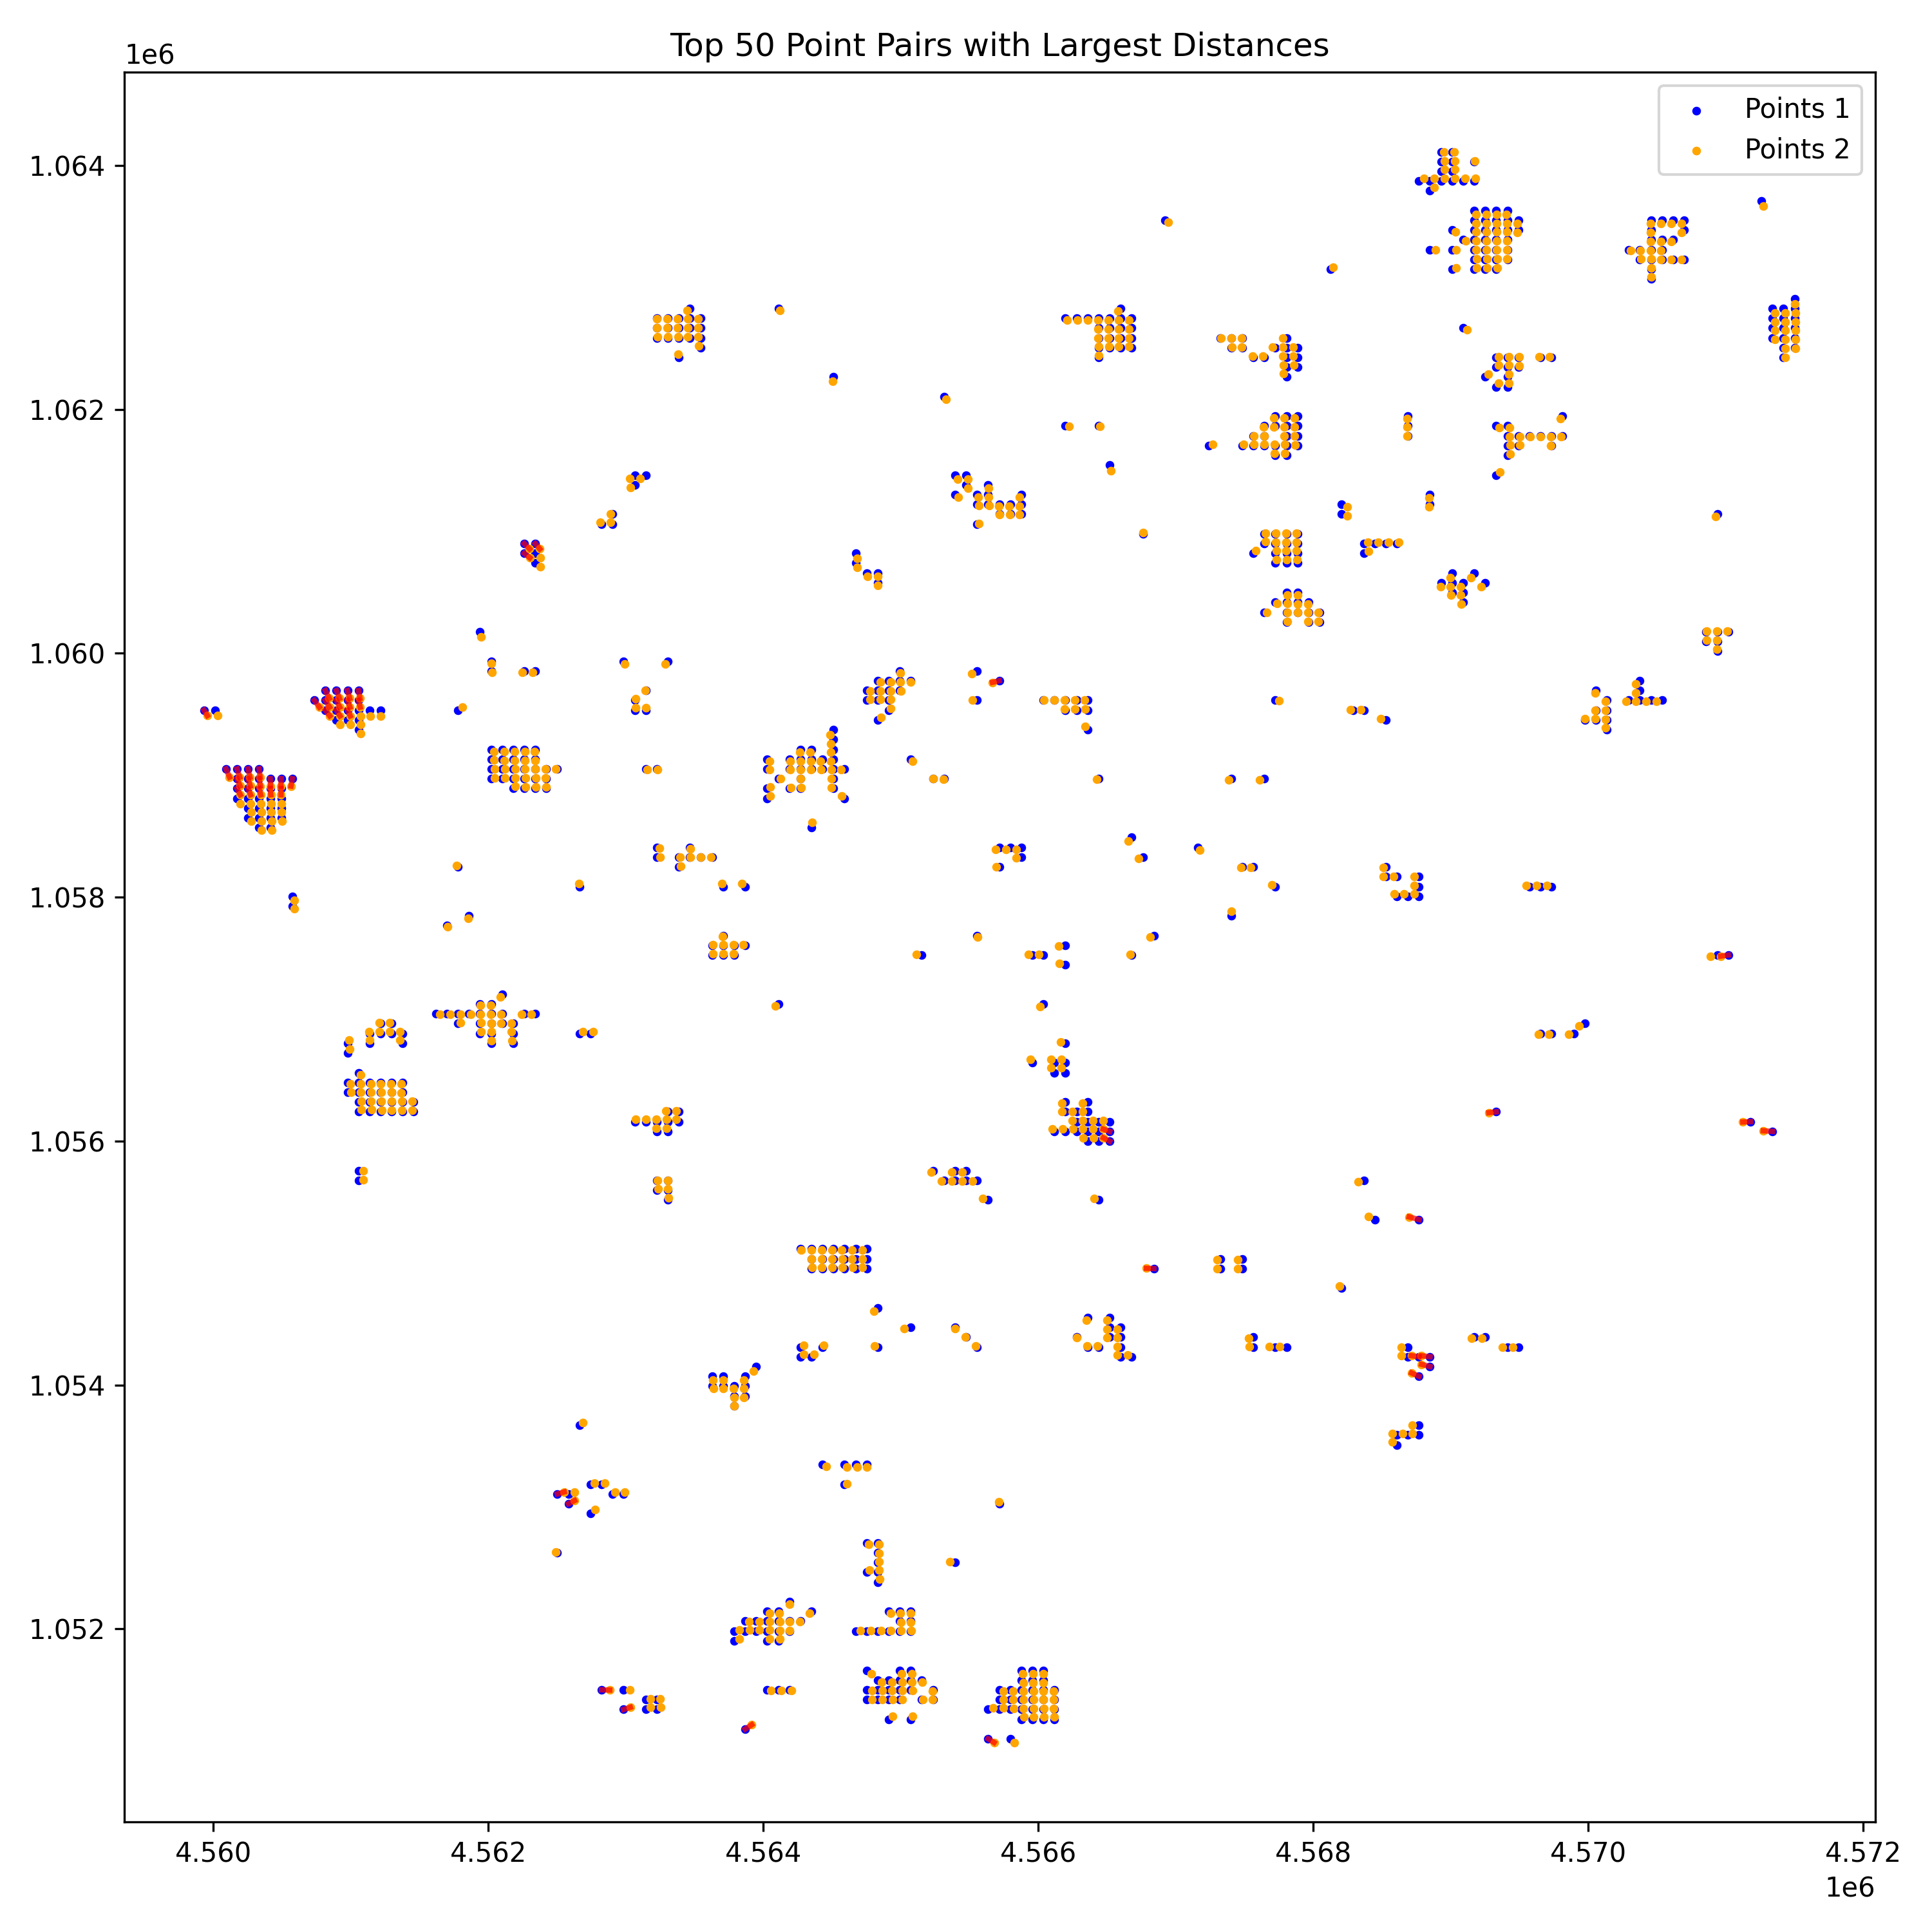 Top 50 Point Pairs with Largest Distances
1e6
Points 1
Points 2
1.064
1.062
1.060
1.058
1.056
1.054
1.052
4.560 4.562 4.564 4.566 4.568 4.570 4.572
1e6